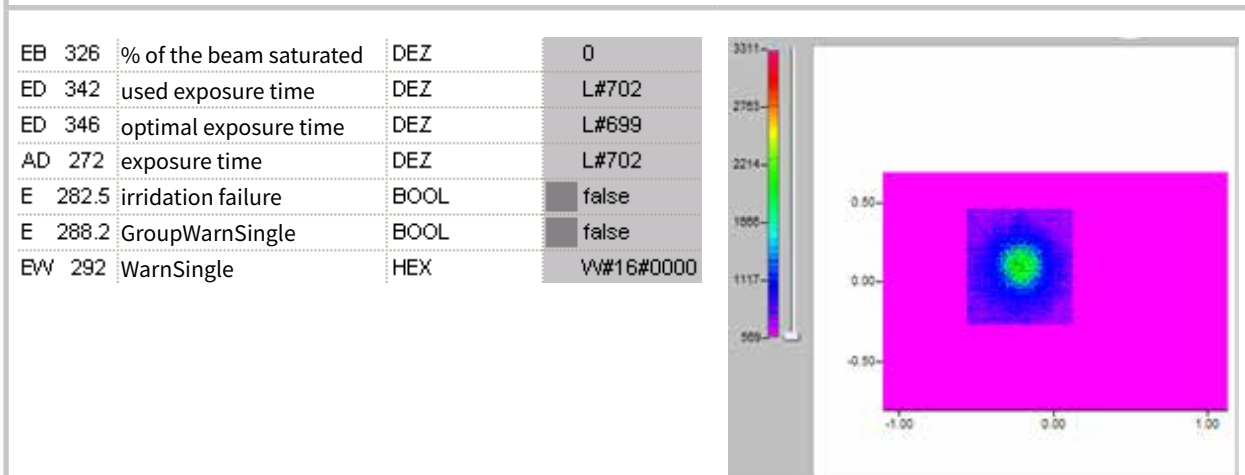 EB 326 % of the beam saturated DEZ 0
ED 342 used exposure time DEZ L#702
ED 346 optimal exposure time DEZ L#699
AD 272 exposure time DEZ L#702
E 282.5 irridation failure BOOL false
E 288.2 GroupWarnSingle BOOL false
EW 292 WarnSingle HEX W#16#0000
3311
2763
2214
1117
569
0.50
0.00
-0.50
-1.00 0.00 1.00